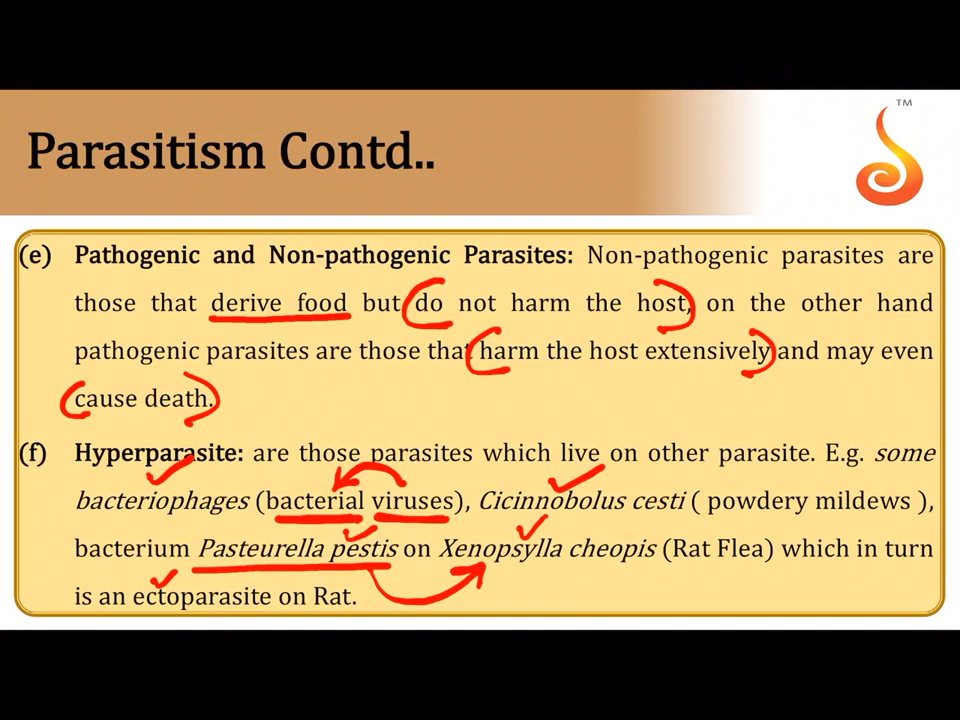 Parasitism Contd..
TM
(e) Pathogenic and Non-pathogenic Parasites: Non-pathogenic parasites are
those that derive food but do not harm the host, on the other hand
pathogenic parasites are those that harm the host extensively and may even
cause death.
(f) Hyperparasite: are those parasites which live on other parasite. E.g. some
bacteriophages (bacterial viruses), Cicinnobolus cesti ( powdery mildews ),
bacterium Pasteurella pestis on Xenopsylla cheopis (Rat Flea) which in turn
is an ectoparasite on Rat.